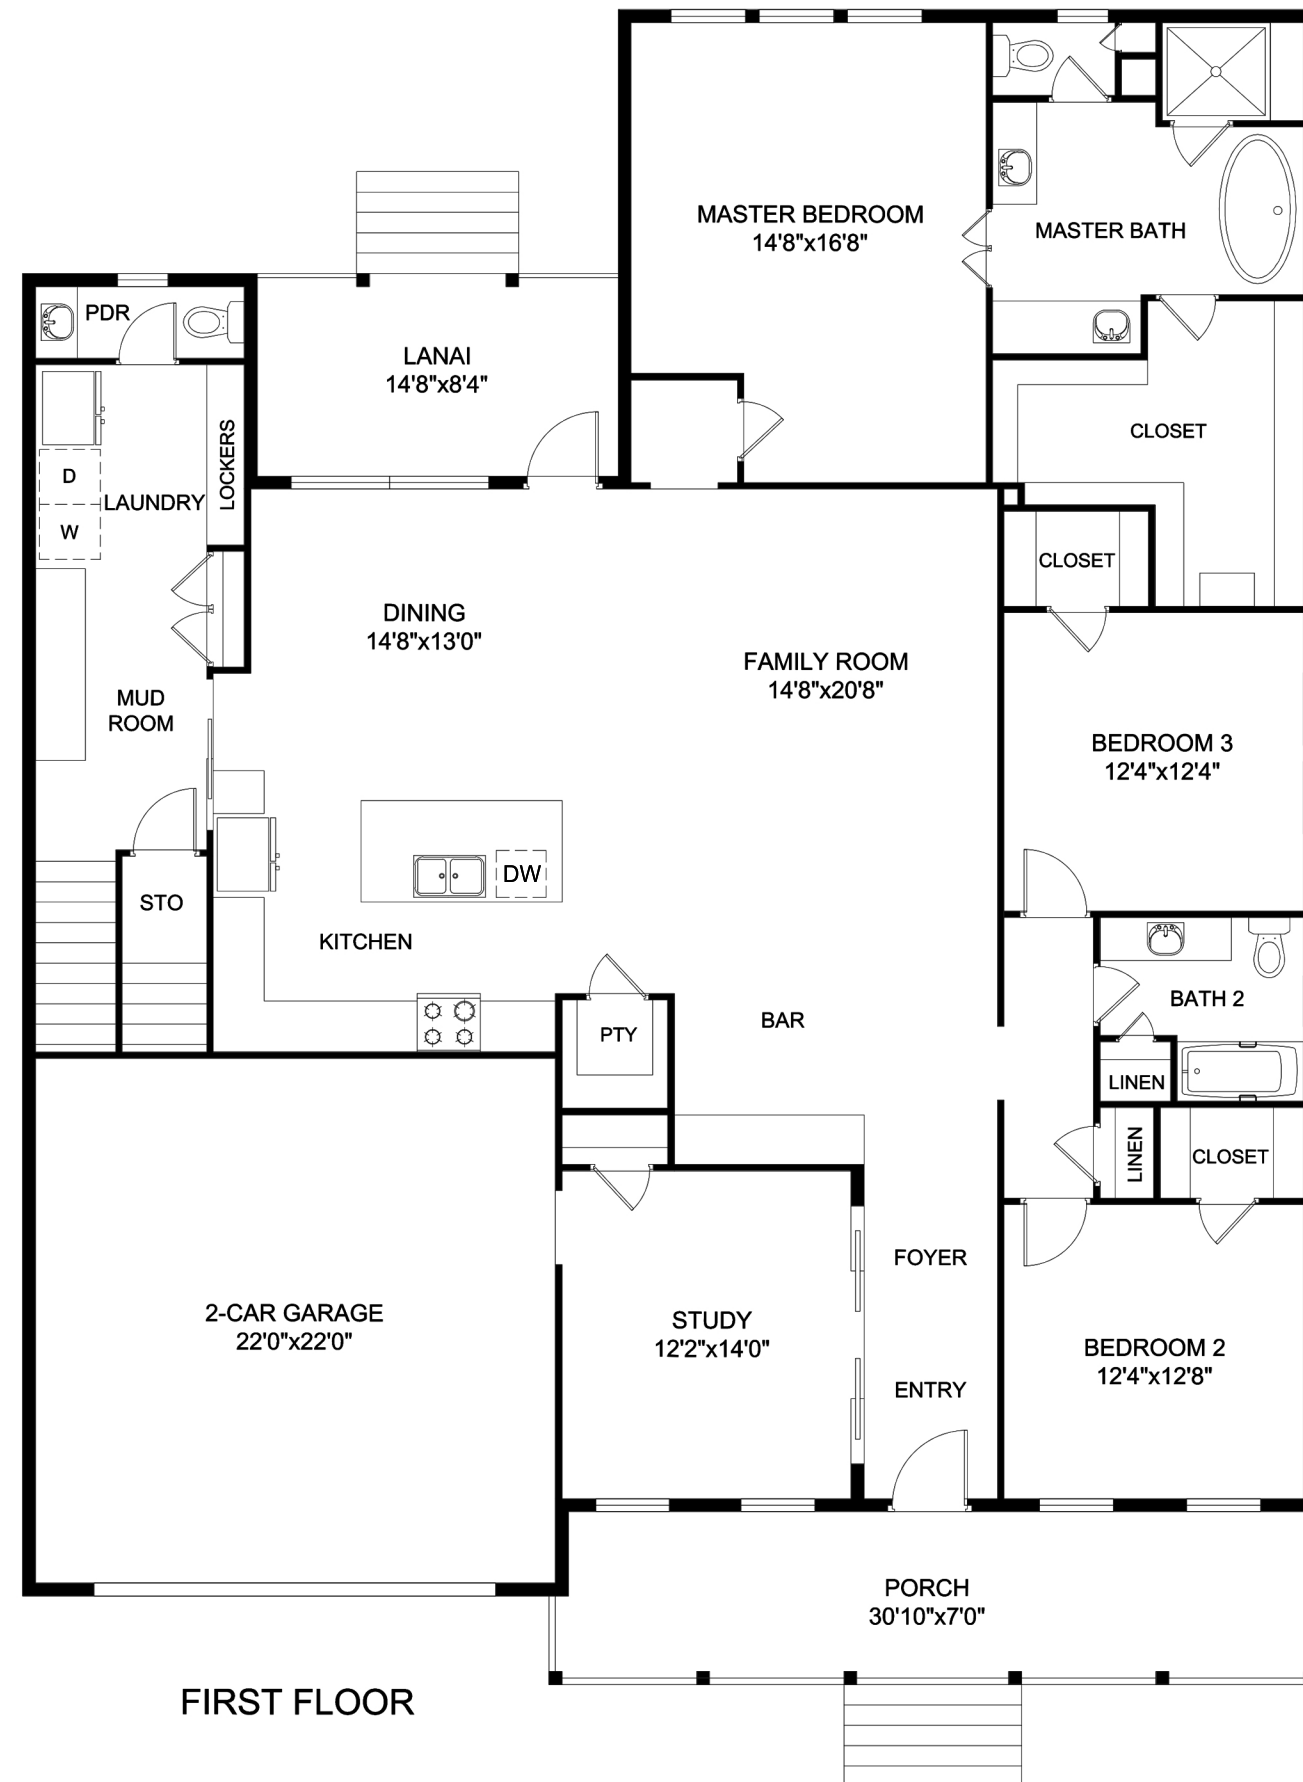 MASTER BEDROOM
14'8"x16'8"
MASTER BATH
PDR
LANAI
14'8"x8'4"
CLOSET
LOCKERS
D
LAUNDRY
W
CLOSET
DINING
14'8"x13'0"
FAMILY ROOM
14'8"x20'8"
MUD
ROOM
BEDROOM 3
12'4"x12'4"
DW
STO
KITCHEN
BATH 2
BAR
PTY
LINEN
LINEN
CLOSET
FOYER
2-CAR GARAGE
22'0"x22'0"
STUDY
12'2"x14'0"
BEDROOM 2
12'4"x12'8"
ENTRY
PORCH
30'10"x7'0"
FIRST FLOOR